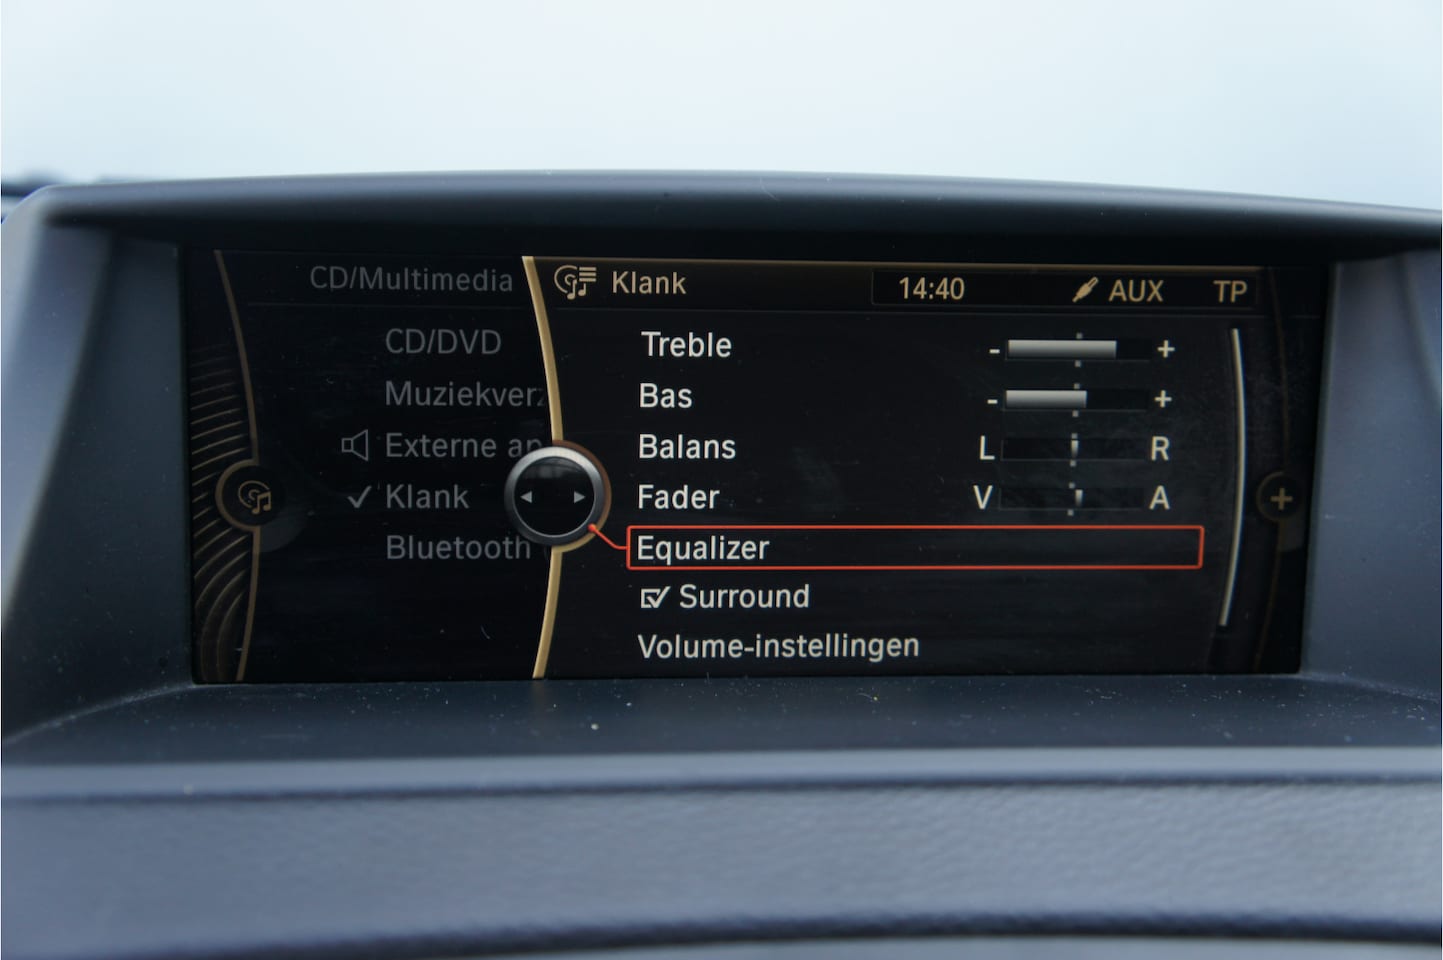 CD/Multimedia
CD/DVD
Externe
Klank
Bluetooth
Klank
14:40 AUX TP
Treble - +
Bas - +
Balans L R
Fader V A
Equalizer
Surround
Volume-instellingen